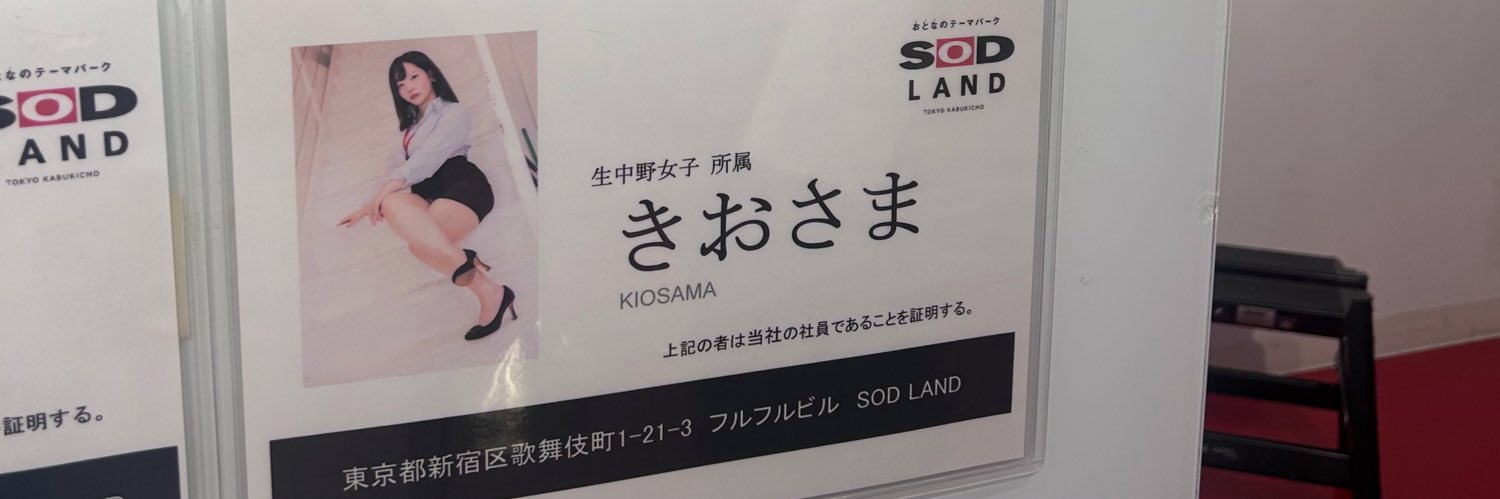 となのテーマパーク
SOD
LAND
TOKYO KABUKICHO
証明する。
おとなのテーマパーク
SOD
LAND
TOKYO KABUKICHO
生中野女子 所属
きおさま
KIOSAMA
上記の者は当社の社員であることを証明する。
東京都新宿区歌舞伎町1-21-3 フルフルビル SOD LAND